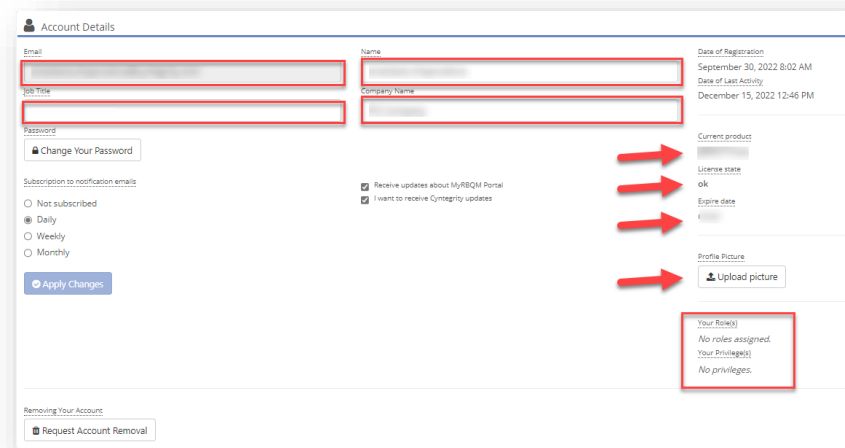 Account Details
Email
Name
Date of Registration
September 30, 2022 8:02 AM
Job Title
Company Name
Date of Last Activity
December 15, 2022 12:46 PM
Password
Change Your Password
Current product
License state
ok
Expire date
Subscription to notification emails
Receive updates about MyRBQM Portal
Not subscribed
I want to receive Cyntegrity updates
Daily
Weekly
Monthly
Apply Changes
Profile Picture
Upload picture
Your Role(s)
No roles assigned.
Your Privilege(s)
No privileges.
Removing Your Account
Request Account Removal